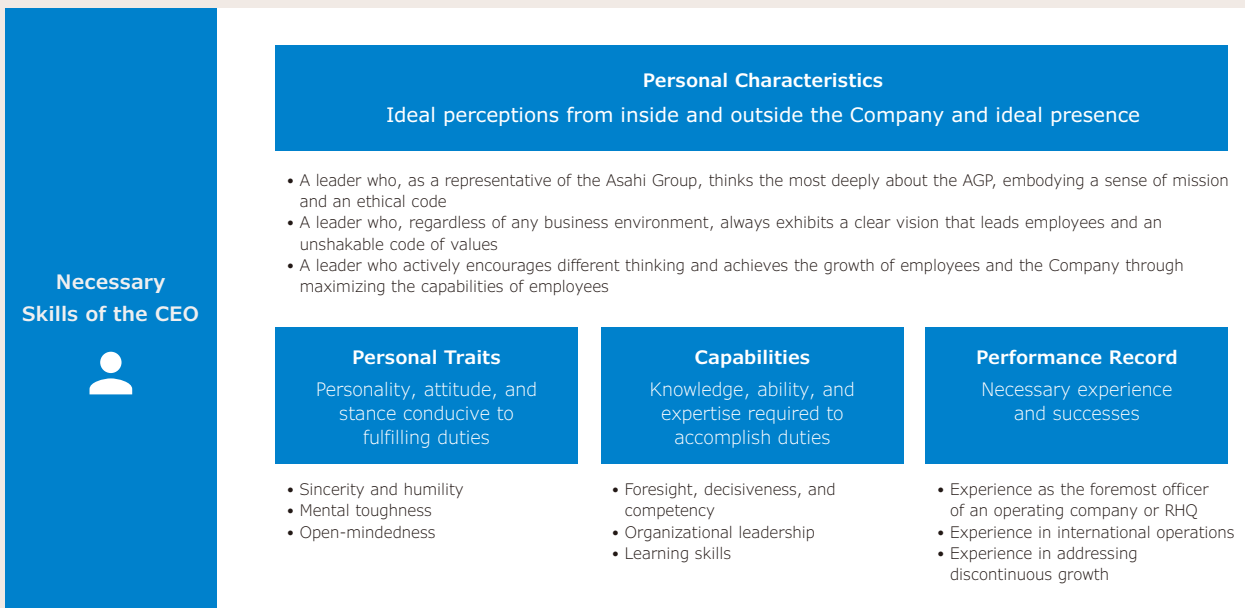 Necessary
Skills of the CEO
Personal Characteristics
Ideal perceptions from inside and outside the Company and ideal presence
• A leader who, as a representative of the Asahi Group, thinks the most deeply about the AGP, embodying a sense of mission
and an ethical code
• A leader who, regardless of any business environment, always exhibits a clear vision that leads employees and an
unshakable code of values
• A leader who actively encourages different thinking and achieves the growth of employees and the Company through
maximizing the capabilities of employees
Personal Traits
Personality, attitude, and
stance conducive to
fulfilling duties
• Sincerity and humility
• Mental toughness
• Open-mindedness
Capabilities
Knowledge, ability, and
expertise required to
accomplish duties
• Foresight, decisiveness, and
competency
• Organizational leadership
• Learning skills
Performance Record
Necessary experience
and successes
• Experience as the foremost officer
of an operating company or RHQ
• Experience in international operations
• Experience in addressing
discontinuous growth